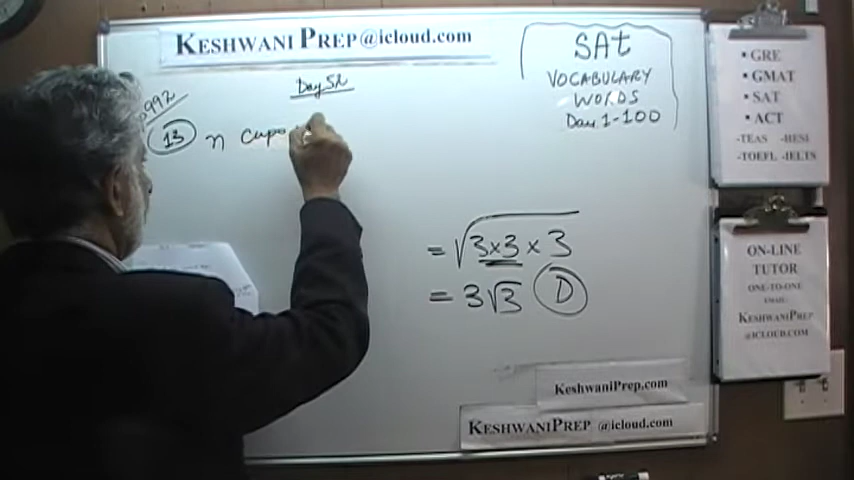 KESHWANI PREP@icloud.com
Day 52
P992
13 n Cups
SAt
VOCABULARY
WORDS
Day 1-100
= √3×3 × 3
= 3√3 D
• GRE
• GMAT
• SAT
• ACT
-TEAS -HESI
-TOEFL -IELTS
ON-LINE
TUTOR
ONE-TO-ONE
EMAIL
KESHWANIPREP
@ICLOUD.COM
KeshwaniPrep.com
KESHWANIPREP @icloud.com